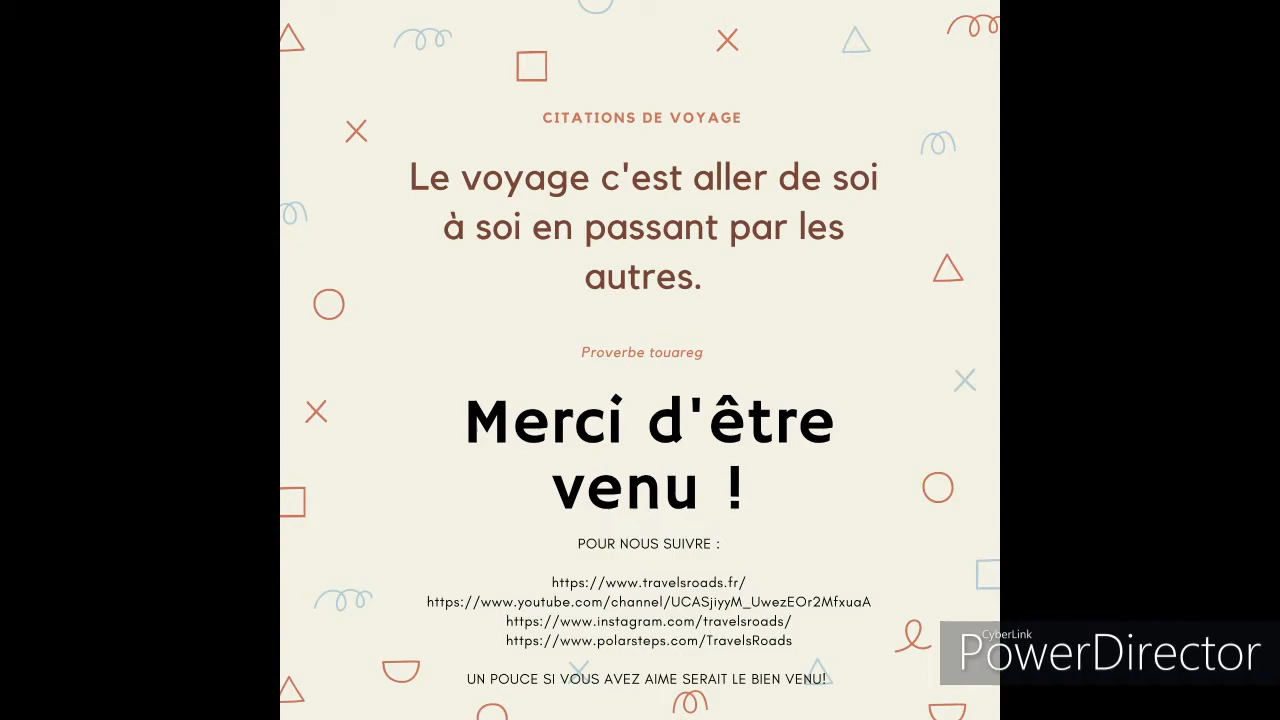 CITATIONS DE VOYAGE
Le voyage c'est aller de soi
à soi en passant par les
autres.
Proverbe touareg
Merci d'être
venu !
POUR NOUS SUIVRE :
https://www.travelsroads.fr/
https://www.youtube.com/channel/UCASjiyyM_UwezEOr2MfxuaA
https://www.instagram.com/travelsroads/
https://www.polarsteps.com/TravelsRoads
UN POUCE SI VOUS AVEZ AIME SERAIT LE BIEN VENU!
CyberLink
PowerDirector